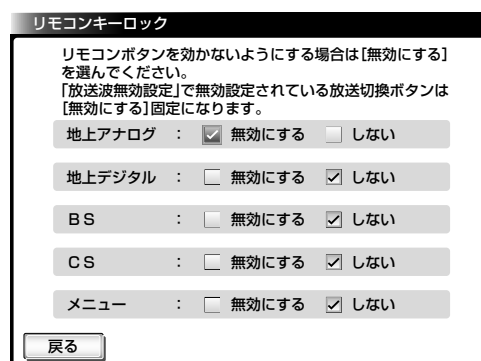 リモコンキーロック
リモコンボタンを効かないようにする場合は[無効にする]
を選んでください。
「放送波無効設定」で無効設定されている放送切換ボタンは
[無効にする]固定になります。
地上アナログ ： 無効にする しない
地上デジタル ： 無効にする しない
ＢＳ ： 無効にする しない
ＣＳ ： 無効にする しない
メニュー ： 無効にする しない
戻る